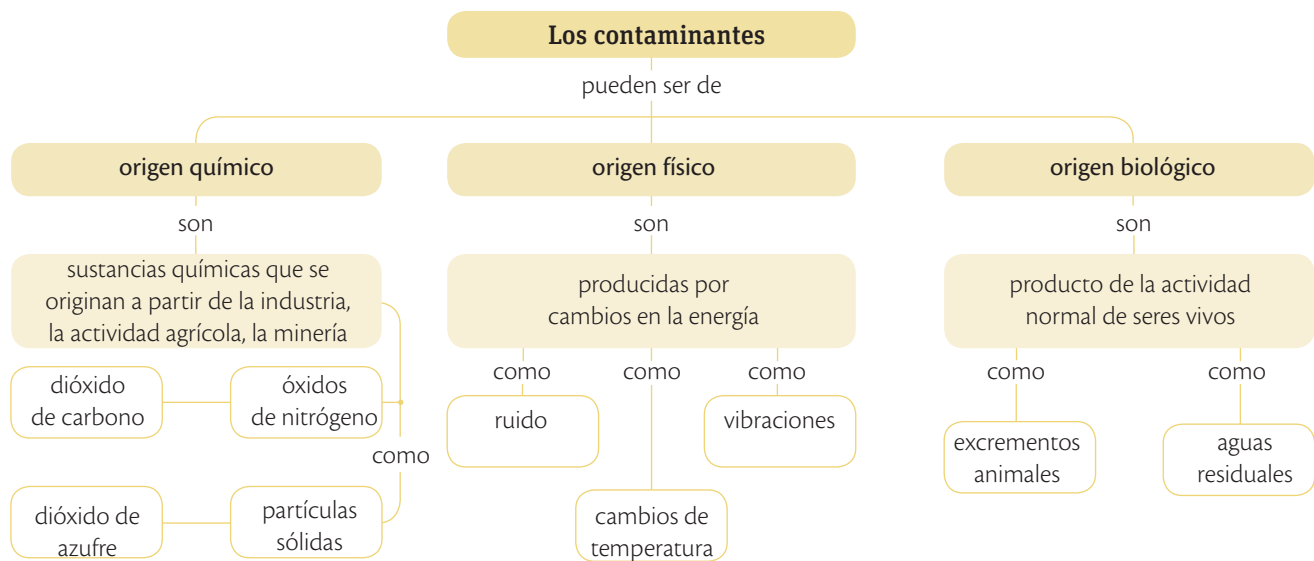 Los contaminantes
pueden ser de
origen químico
son
sustancias químicas que se
originan a partir de la industria,
la actividad agrícola, la minería
como
dióxido
de carbono
óxidos
de nitrógeno
dióxido de
azufre
partículas
sólidas
origen físico
son
producidas por
cambios en la energía
como
ruido
como
cambios de
temperatura
como
vibraciones
origen biológico
son
producto de la actividad
normal de seres vivos
como
excrementos
animales
como
aguas
residuales